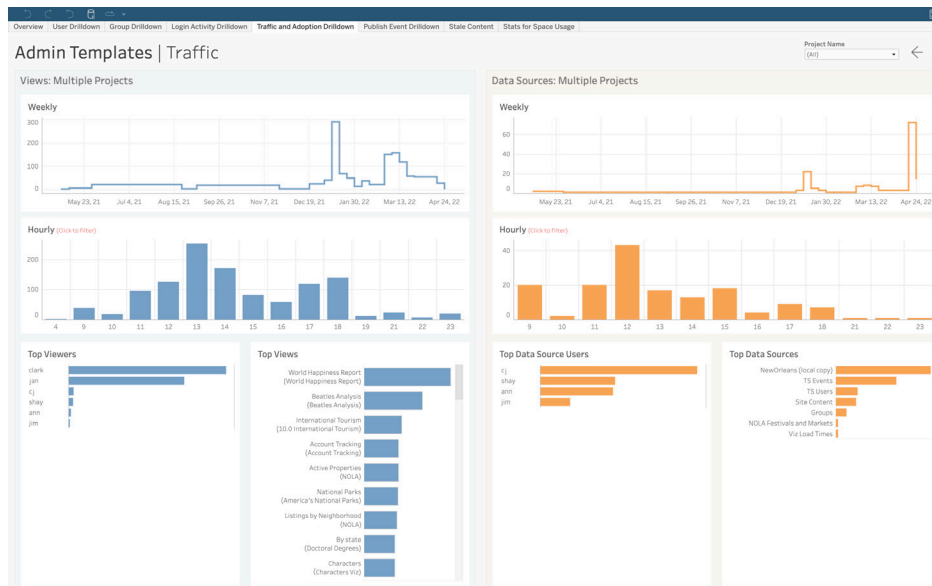 Overview User Drilldown Group Drilldown Login Activity Drilldown Traffic and Adoption Drilldown Publish Event Drilldown Stale Content Stats for Space Usage
Admin Templates | Traffic
Project Name
(All)
Views: Multiple Projects
Weekly
300
200
100
0
May 23, 21 Jul 4, 21 Aug 15, 21 Sep 26, 21 Nov 7, 21 Dec 19, 21 Jan 30, 22 Mar 13, 22 Apr 24, 22
Hourly (Click to filter)
200
100
0
4 9 10 11 12 13 14 15 16 17 18 19 21 22 23
Top Viewers
clark
jan
cj
shay
ann
jim
Top Views
World Happiness Report
(World Happiness Report)
Beatles Analysis
(Beatles Analysis)
International Tourism
(10.0 International Tourism)
Account Tracking
(Account Tracking)
Active Properties
(NOLA)
National Parks
(America's National Parks)
Listings by Neighborhood
(NOLA)
By state
(Doctoral Degrees)
Characters
(Characters Viz)
Data Sources: Multiple Projects
Weekly
60
40
20
0
May 23, 21 Jul 4, 21 Aug 15, 21 Sep 26, 21 Nov 7, 21 Dec 19, 21 Jan 30, 22 Mar 13, 22 Apr 24, 22
Hourly (Click to filter)
40
20
0
9 10 11 12 13 14 15 16 17 18 21 22 23
Top Data Source Users
cj
shay
ann
jim
Top Data Sources
NewOrleans (local copy)
TS Events
TS Users
Site Content
Groups
NOLA Festivals and Markets
Viz Load Times